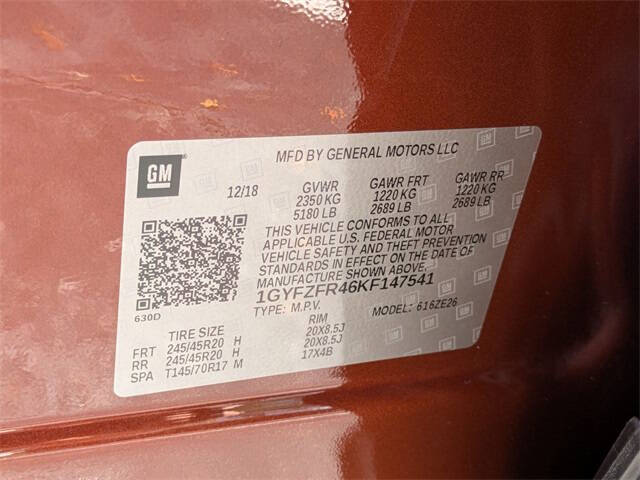 GM
MFD BY GENERAL MOTORS LLC
12/18 GVWR GAWR FRT GAWR RR
2350 KG 1220 KG 1220 KG
5180 LB 2689 LB 2689 LB
THIS VEHICLE CONFORMS TO ALL
APPLICABLE U.S. FEDERAL MOTOR
VEHICLE SAFETY AND THEFT PREVENTION
STANDARDS IN EFFECT ON THE DATE OF
MANUFACTURE SHOWN ABOVE.
1GYFZFR46KF147541
TYPE: M.P.V. MODEL: 616ZE26
630D
TIRE SIZE RIM
FRT 245/45R20 H 20X8.5J
RR 245/45R20 H 20X8.5J
SPA T145/70R17 M 17X4B